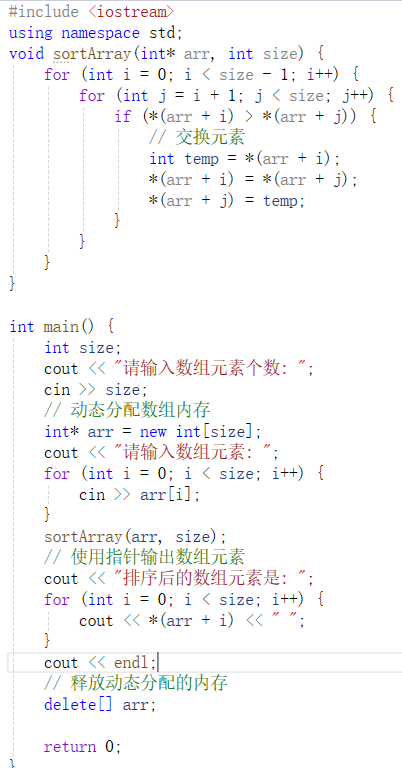 #include <iostream>
using namespace std;
void sortArray(int* arr, int size) {
    for (int i = 0; i < size - 1; i++) {
        for (int j = i + 1; j < size; j++) {
            if (*(arr + i) > *(arr + j)) {
                // 交换元素
                int temp = *(arr + i);
                *(arr + i) = *(arr + j);
                *(arr + j) = temp;
            }
        }
    }
}

int main() {
    int size;
    cout << "请输入数组元素个数: ";
    cin >> size;
    // 动态分配数组内存
    int* arr = new int[size];
    cout << "请输入数组元素: ";
    for (int i = 0; i < size; i++) {
        cin >> arr[i];
    }
    sortArray(arr, size);
    // 使用指针输出数组元素
    cout << "排序后的数组元素是: ";
    for (int i = 0; i < size; i++) {
        cout << *(arr + i) << " ";
    }
    cout << endl;
    // 释放动态分配的内存
    delete[] arr;

    return 0;
}